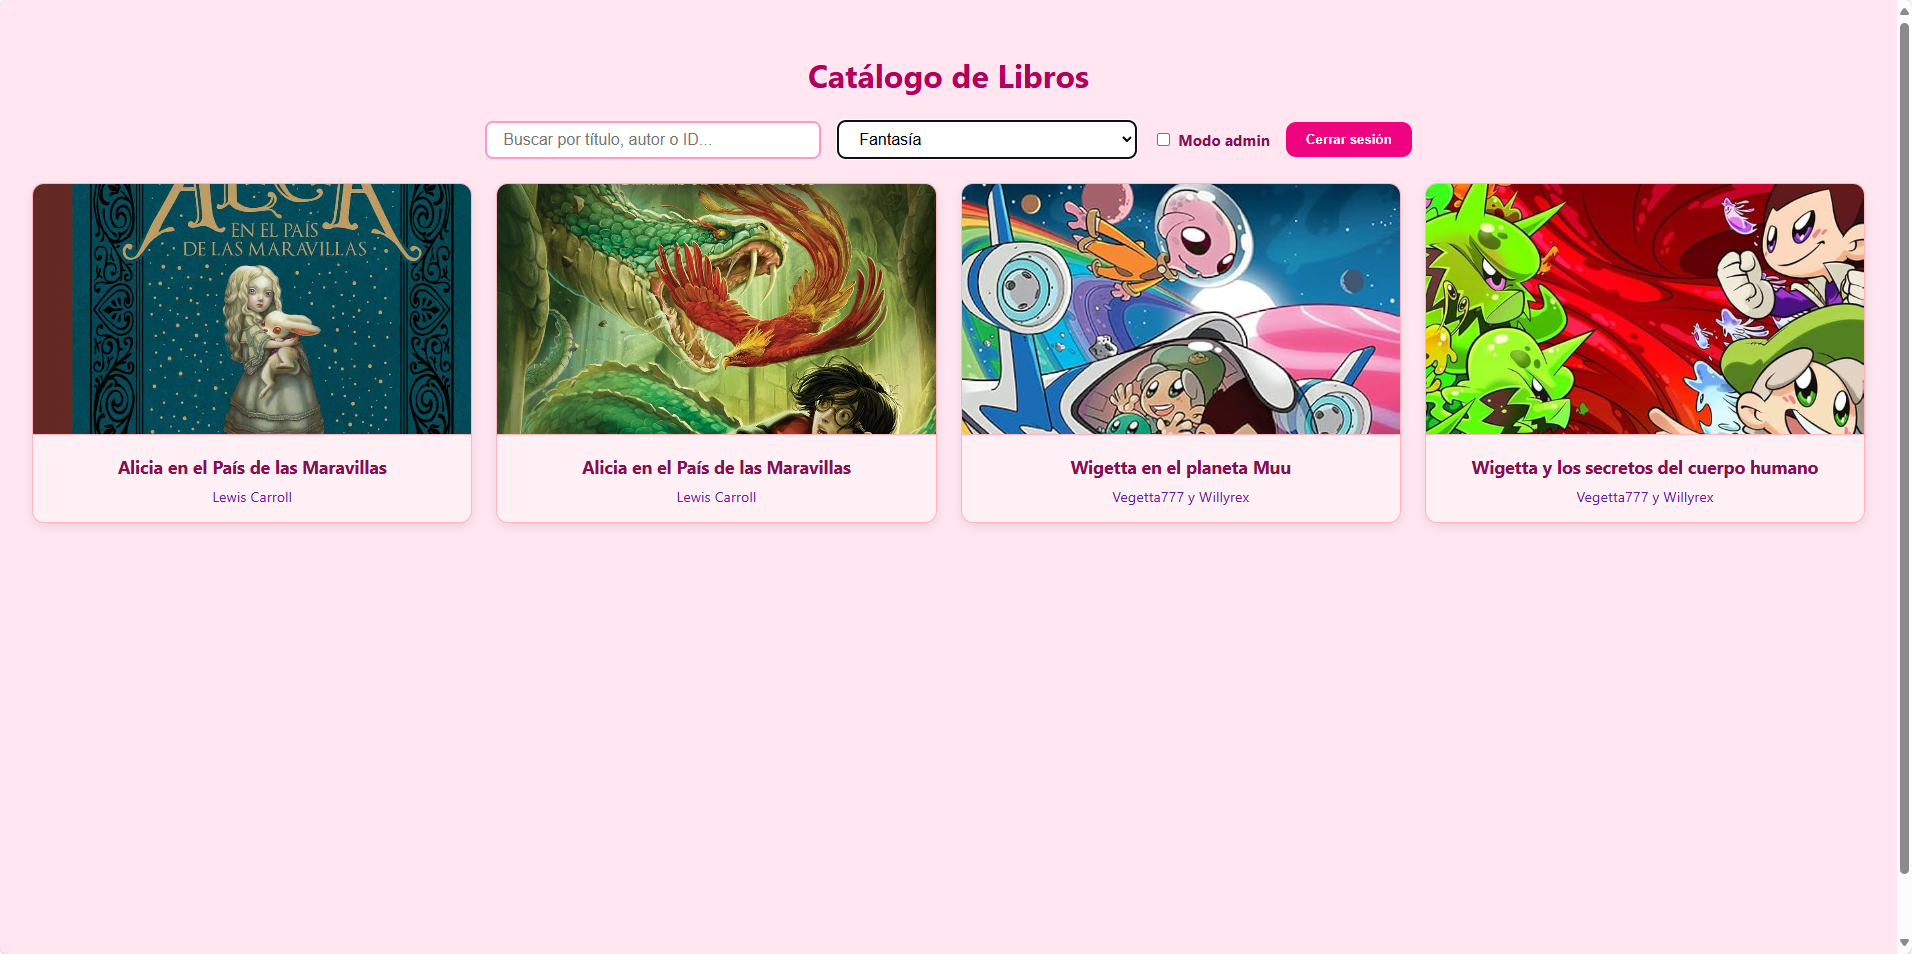 Catálogo de Libros
Buscar por título, autor o ID...
Fantasía
Modo admin
Cerrar sesión
EN EL PAÍS
DE LAS MARAVILLAS
Alicia en el País de las Maravillas
Lewis Carroll
Alicia en el País de las Maravillas
Lewis Carroll
Wigetta en el planeta Muu
Vegetta777 y Willyrex
Wigetta y los secretos del cuerpo humano
Vegetta777 y Willyrex